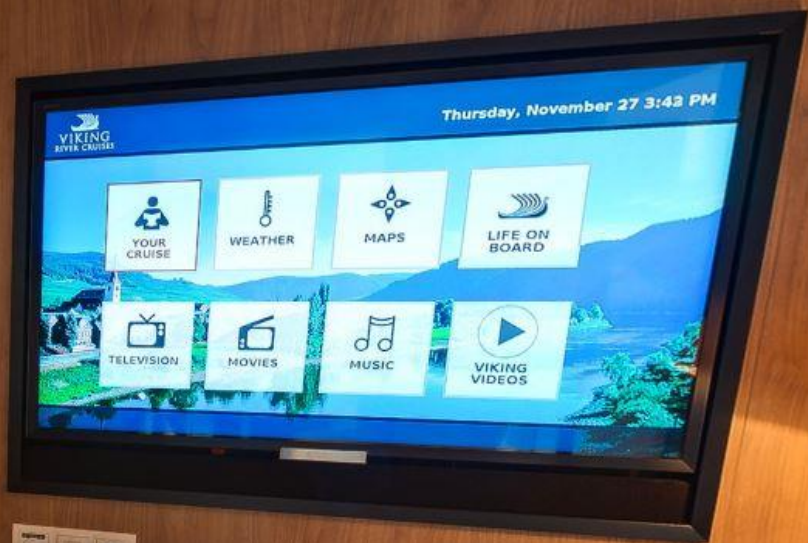 VIKING
RIVER CRUISES
Thursday, November 27 3:42 PM
YOUR
CRUISE
WEATHER
MAPS
LIFE ON
BOARD
TELEVISION
MOVIES
MUSIC
VIKING
VIDEOS